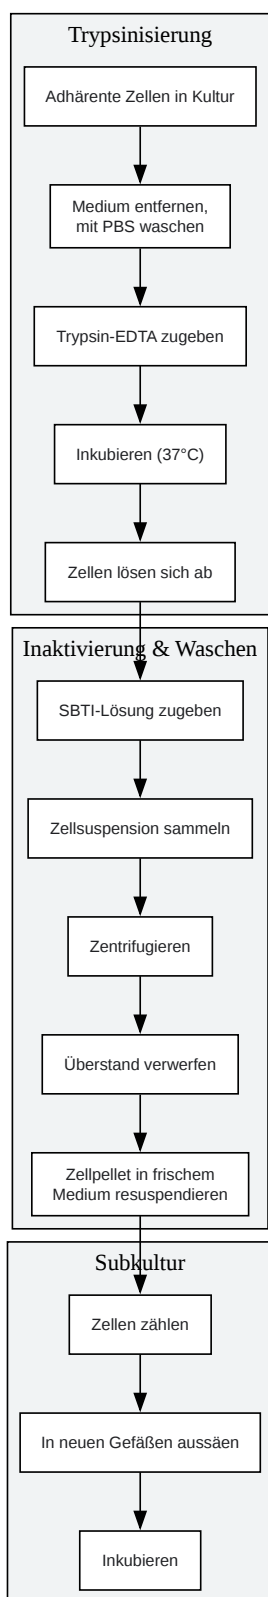 Trypsinisierung
Adhärente Zellen in Kultur
Medium entfernen,
mit PBS waschen
Trypsin-EDTA zugeben
Inkubieren (37°C)
Zellen lösen sich ab
Inaktivierung & Waschen
SBTI-Lösung zugeben
Zellsuspension sammeln
Zentrifugieren
Überstand verwerfen
Zellpellet in frischem
Medium resuspendieren
Subkultur
Zellen zählen
In neuen Gefäßen aussäen
Inkubieren